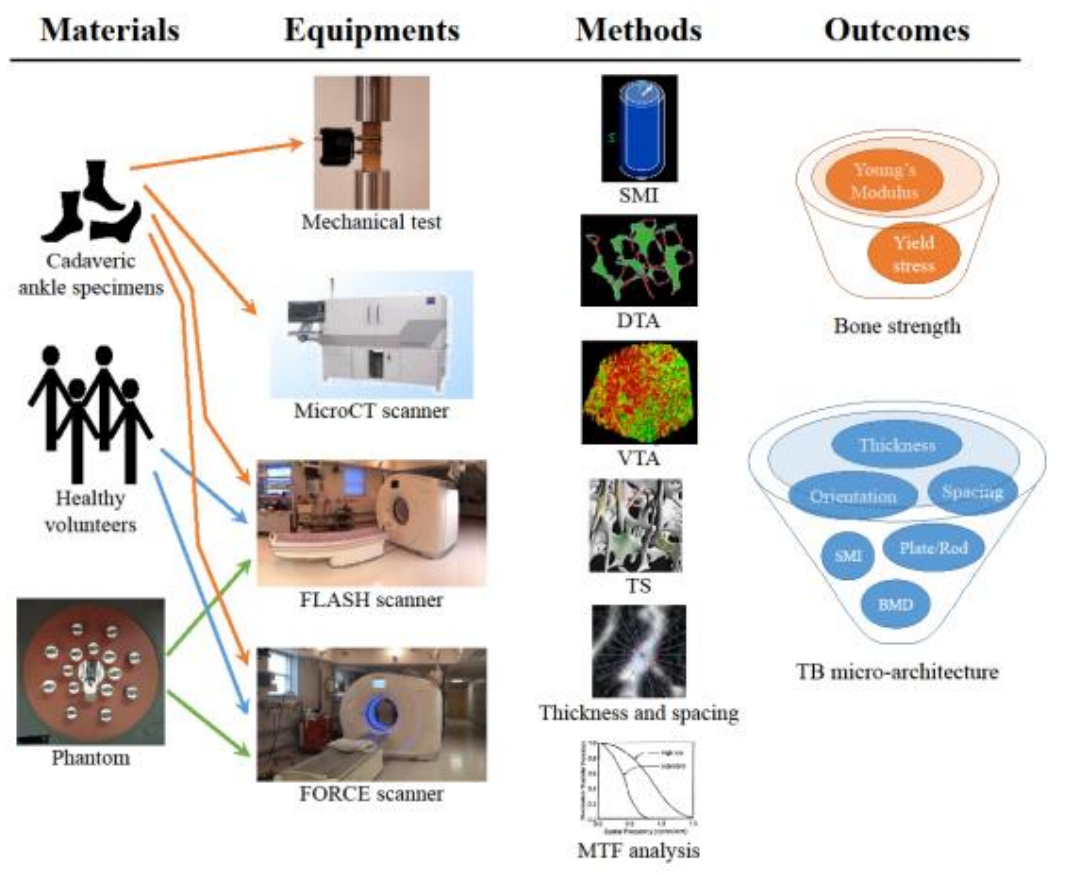 Materials
Equipments
Methods
Outcomes
Cadaveric
ankle specimens
Healthy
volunteers
Phantom
Mechanical test
MicroCT scanner
FLASH scanner
FORCE scanner
SMI
DTA
VTA
TS
Thickness and spacing
MTF analysis
Young's
Modulus
Yield
stress
Bone strength
Thickness
Orientation
Spacing
SMI
Plate/Rod
BMD
TB micro-architecture